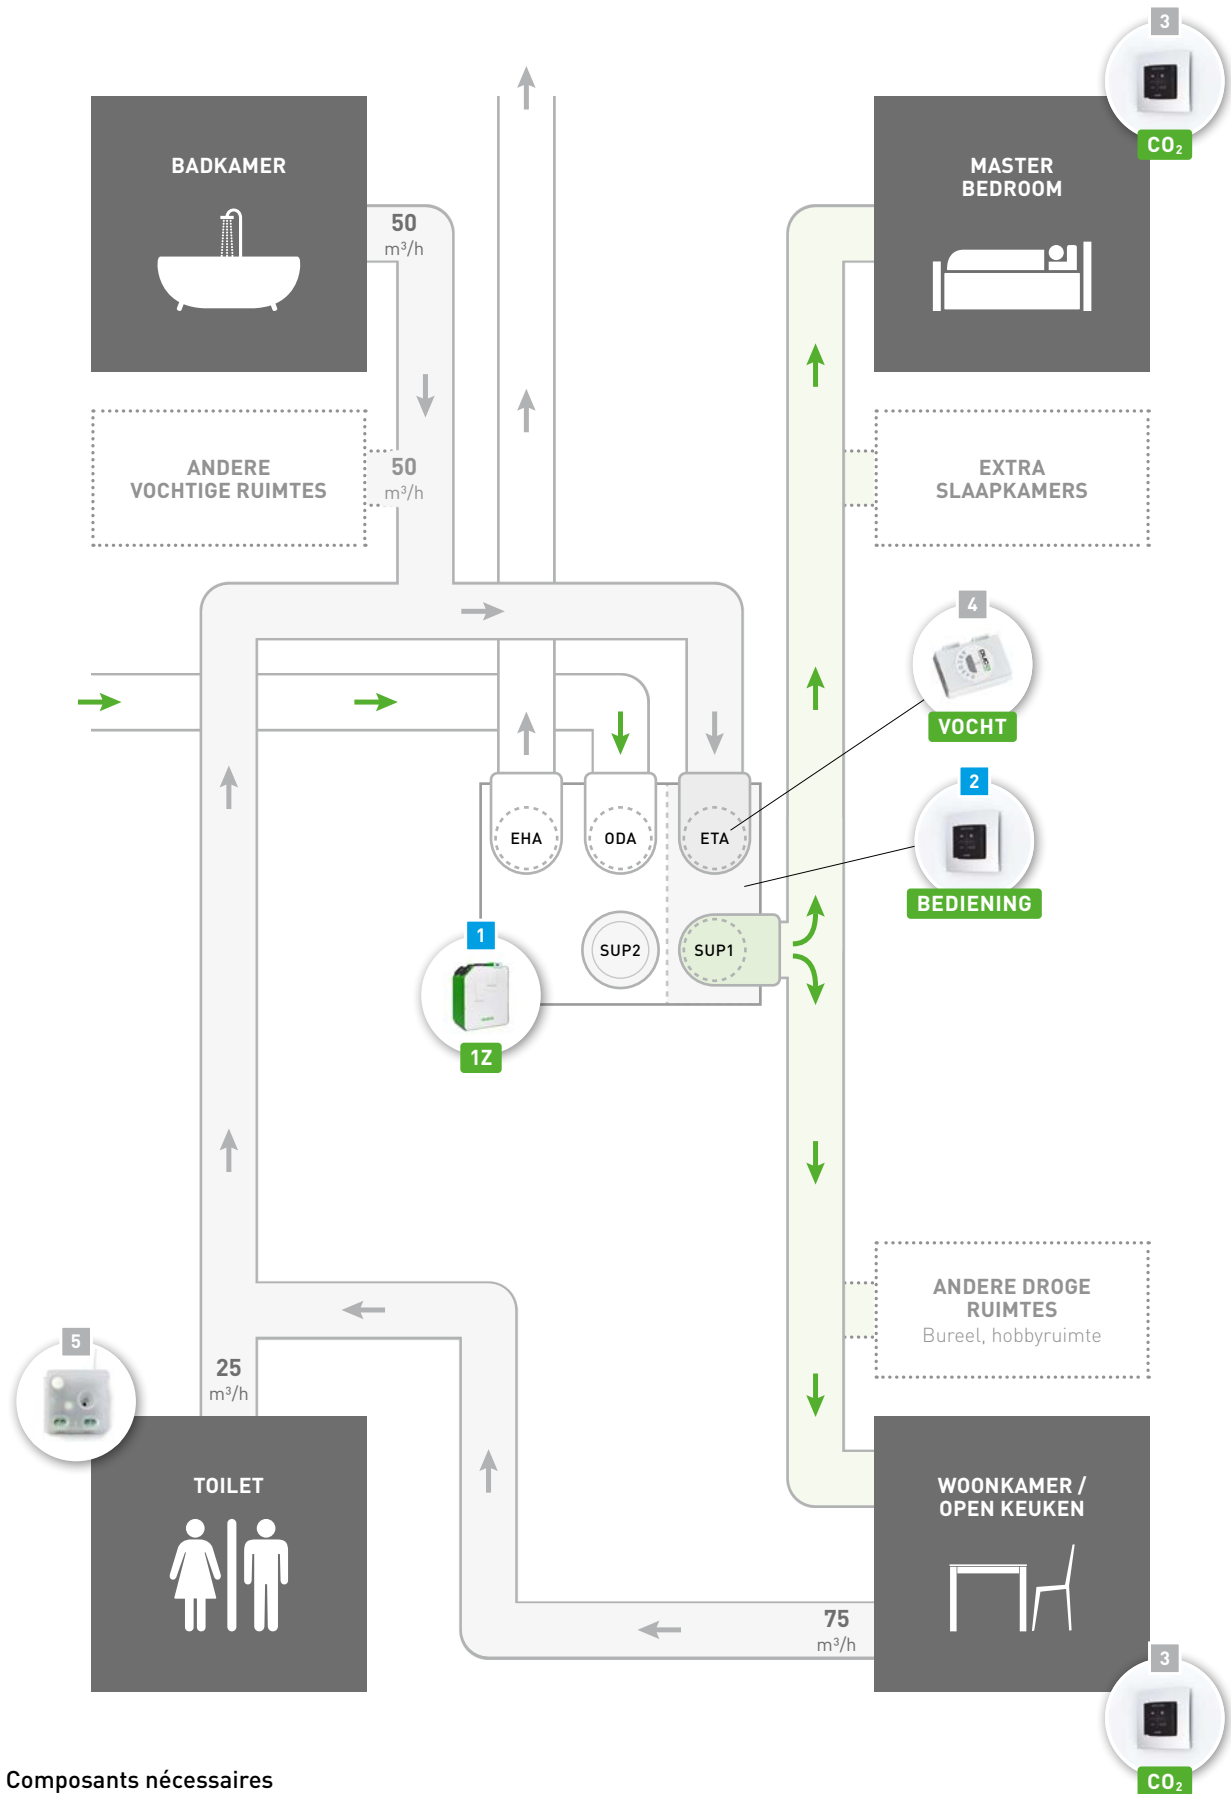 3
CO₂
BADKAMER
50
m³/h
MASTER
BEDROOM
ANDERE
VOCHTIGE RUIMTES
50
m³/h
EXTRA
SLAAPKAMERS
4
VOCHT
2
BEDIENING
EHA
ODA
ETA
SUP2
SUP1
1
1Z
ANDERE DROGE
RUIMTES
Bureel, hobbyruimte
5
25
m³/h
TOILET
WOONKAMER /
OPEN KEUKEN
75
m³/h
3
CO₂
Composants nécessaires